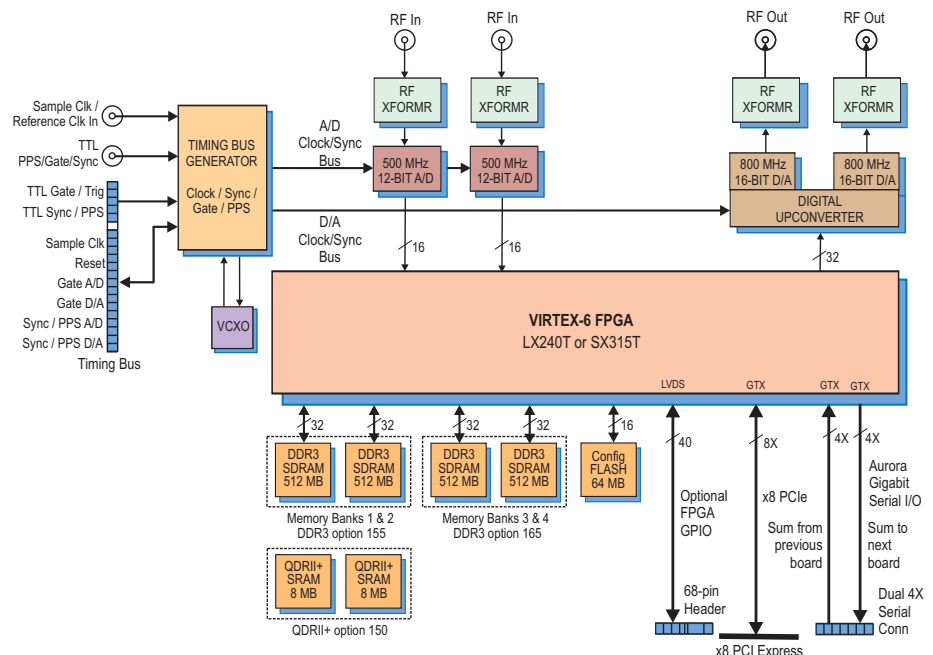 RF In
RF In
RF Out
RF Out
RF
XFORMR
RF
XFORMR
RF
XFORMR
RF
XFORMR
Sample Clk /
Reference Clk In
TTL
PPS/Gate/Sync
TIMING BUS
GENERATOR
Clock / Sync /
Gate / PPS
A/D
Clock/Sync
Bus
500 MHz
12-BIT A/D
500 MHz
12-BIT A/D
800 MHz
16-BIT D/A
800 MHz
16-BIT D/A
DIGITAL
UPCONVERTER
TTL Gate / Trig
TTL Sync / PPS
Sample Clk
Reset
Gate A/D
Gate D/A
Sync / PPS A/D
Sync / PPS D/A
Timing Bus
D/A
Clock/Sync
Bus
16
16
32
VCXO
VIRTEX-6 FPGA
LX240T or SX315T
LVDS
GTX
GTX
GTX
32
32
32
32
16
40
8X
4X
4X
DDR3
SDRAM
512 MB
DDR3
SDRAM
512 MB
DDR3
SDRAM
512 MB
DDR3
SDRAM
512 MB
Config
FLASH
64 MB
Memory Banks 1 & 2
DDR3 option 155
Memory Banks 3 & 4
DDR3 option 165
QDRII+
SRAM
8 MB
QDRII+
SRAM
8 MB
QDRII+ option 150
Optional
FPGA
GPIO
68-pin
Header
x8 PCIe
x8 PCI Express
Sum from
previous
board
Aurora
Gigabit
Serial I/O
Sum to
next
board
Dual 4X
Serial
Conn